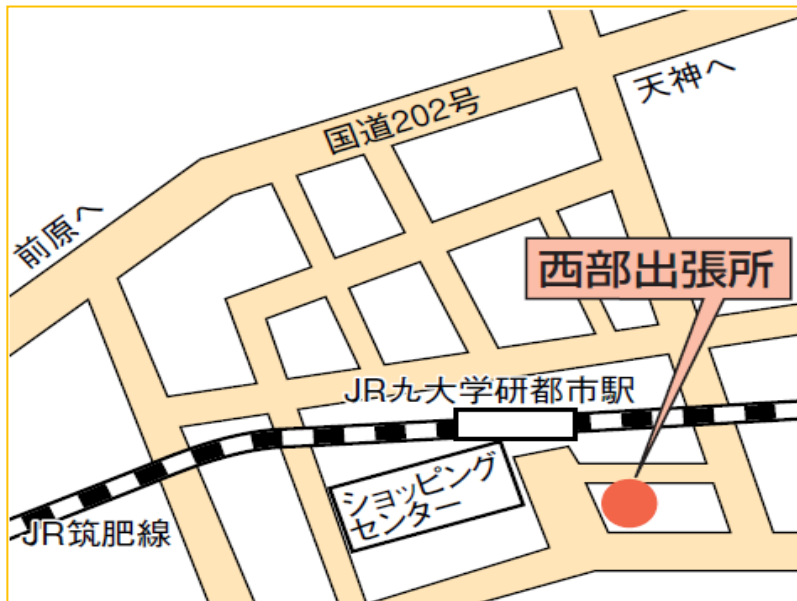 天神へ
国道202号
前原へ
西部出張所
JR九大学研都市駅
ショッピング
センター
JR筑肥線